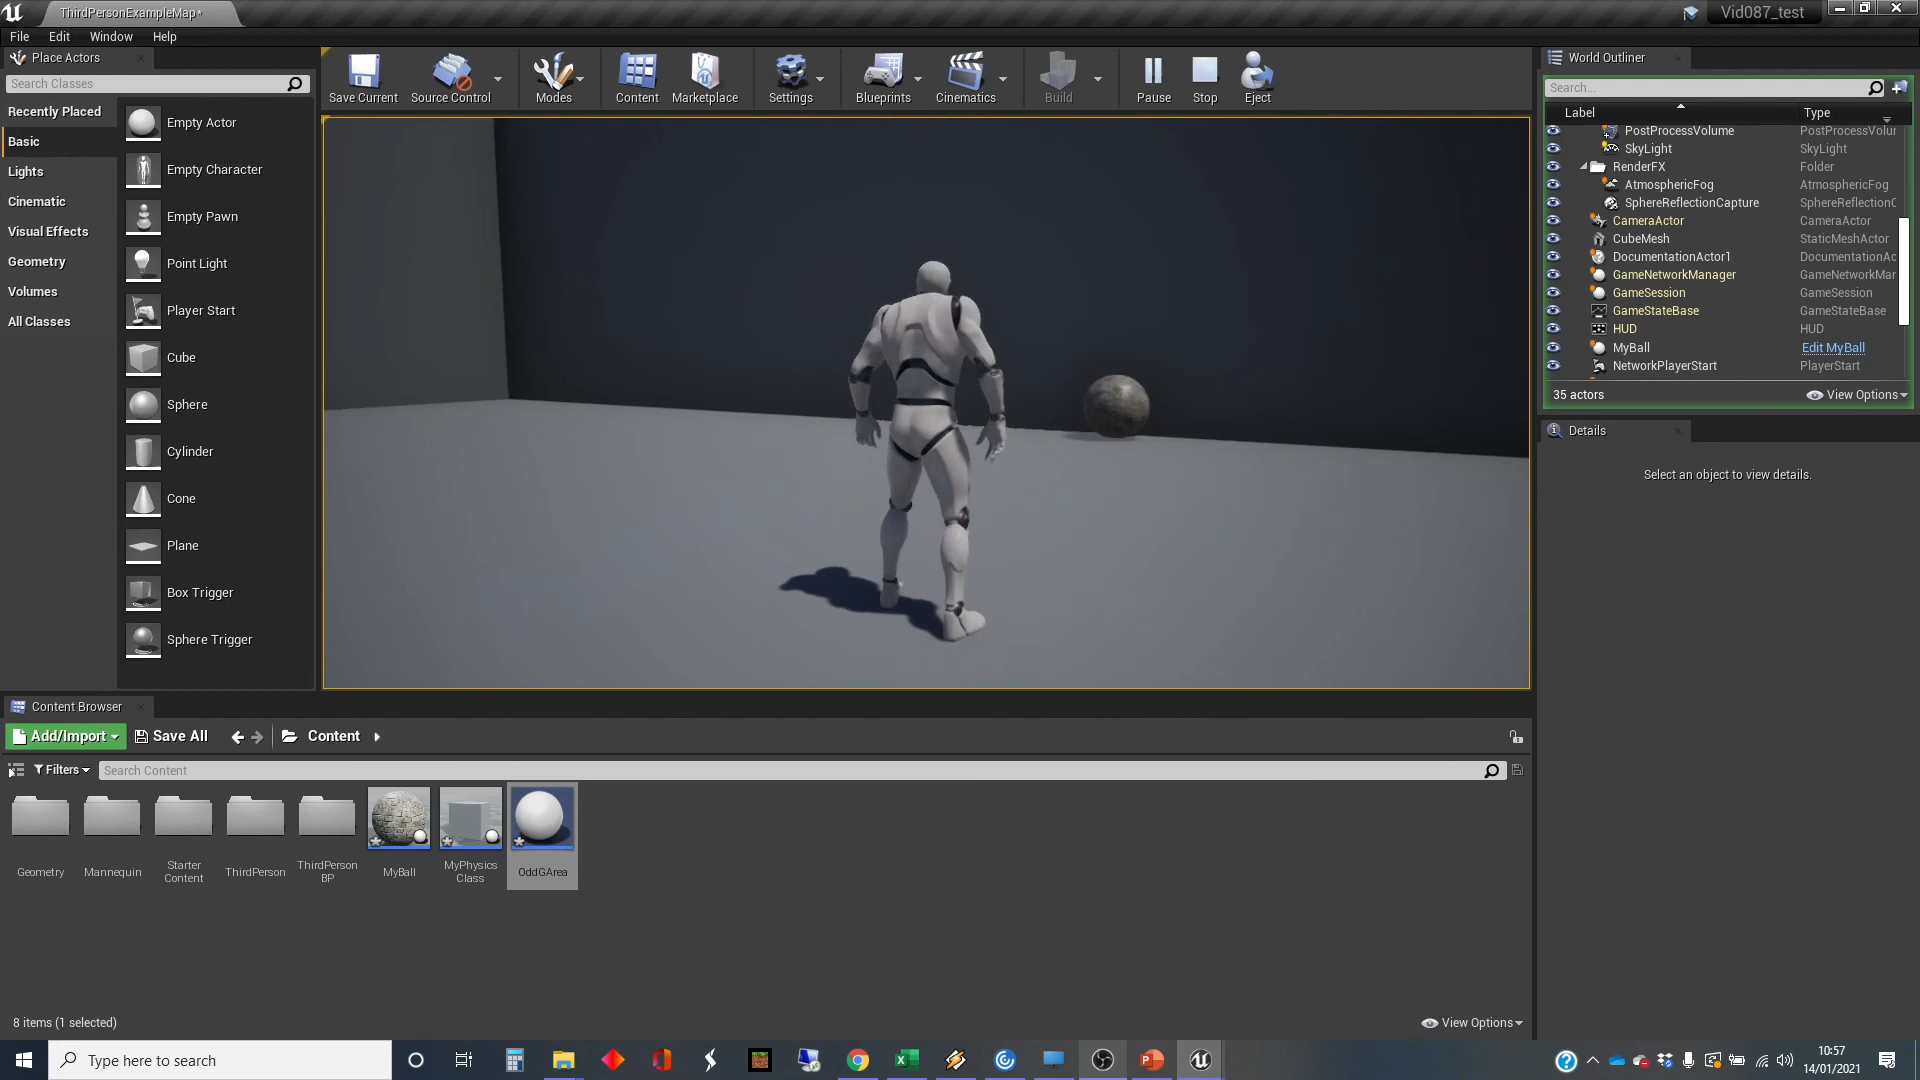 ThirdPersonExampleMap*
Vid087_test
File Edit Window Help
Place Actors
Search Classes
Recently Placed
Basic
Lights
Cinematic
Visual Effects
Geometry
Volumes
All Classes
Empty Actor
Empty Character
Empty Pawn
Point Light
Player Start
Cube
Sphere
Cylinder
Cone
Plane
Box Trigger
Sphere Trigger
Save Current Source Control Modes Content Marketplace Settings Blueprints Cinematics Build Pause Stop Eject
World Outliner
Search...
Label Type
PostProcessVolume PostProcessVolur
SkyLight SkyLight
RenderFX Folder
AtmosphericFog AtmosphericFog
SphereReflectionCapture SphereReflectionC
CameraActor CameraActor
CubeMesh StaticMeshActor
DocumentationActor1 DocumentationAc
GameNetworkManager GameNetworkMar
GameSession GameSession
GameStateBase GameStateBase
HUD HUD
MyBall Edit MyBall
NetworkPlayerStart PlayerStart
35 actors View Options
Details
Select an object to view details.
Content Browser
Add/Import Save All Content
Filters Search Content
Geometry
Mannequin
Starter Content
ThirdPerson
ThirdPerson BP
MyBall
MyPhysics Class
OddGArea
8 items (1 selected) View Options
Type here to search
10:57
14/01/2021